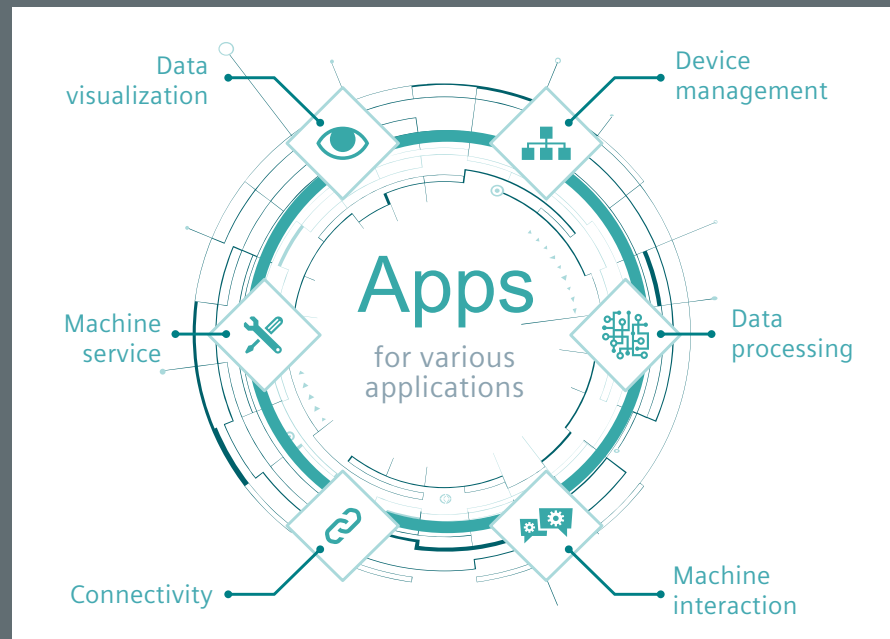 Data
visualization
Device
management
Apps
for various
applications
Machine
service
Data
processing
Connectivity
Machine
interaction